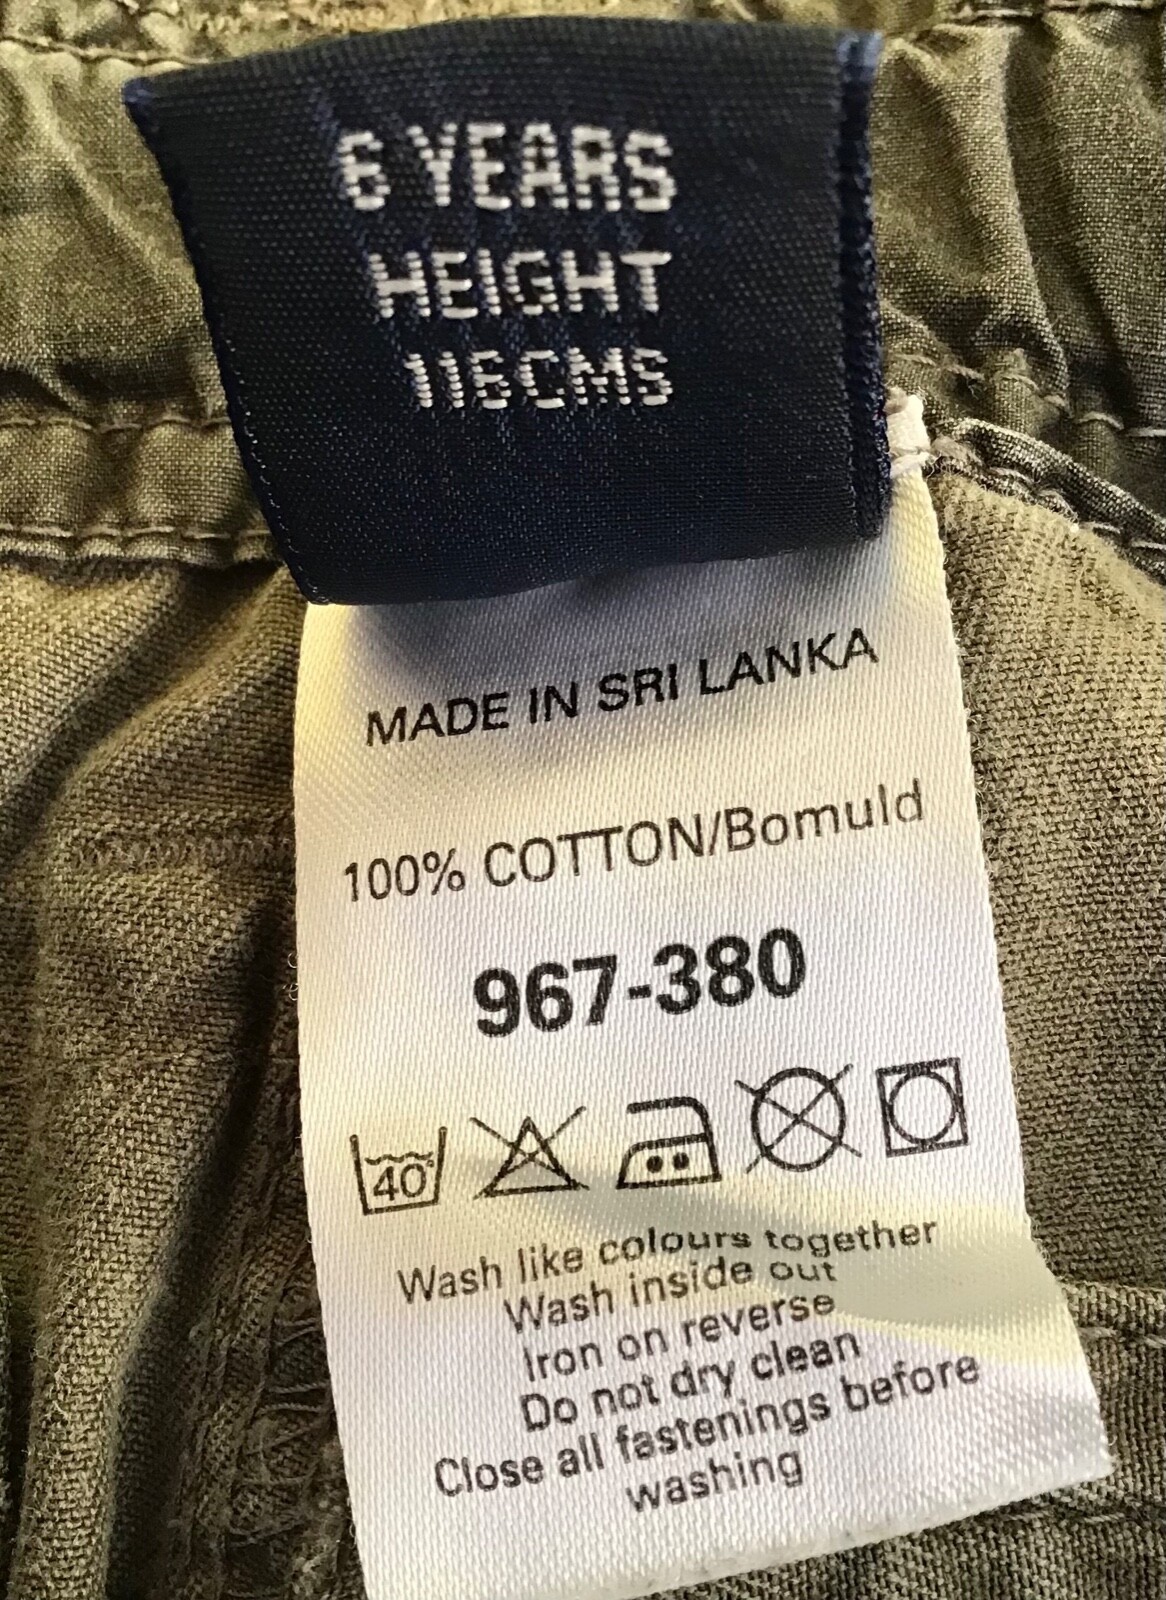 6 YEARS
HEIGHT
116CMS
MADE IN SRI LANKA
100% COTTON/Bomuld
967-380
40°
Wash like colours together
Wash inside out
Iron on reverse
Do not dry clean
Close all fastenings before
washing